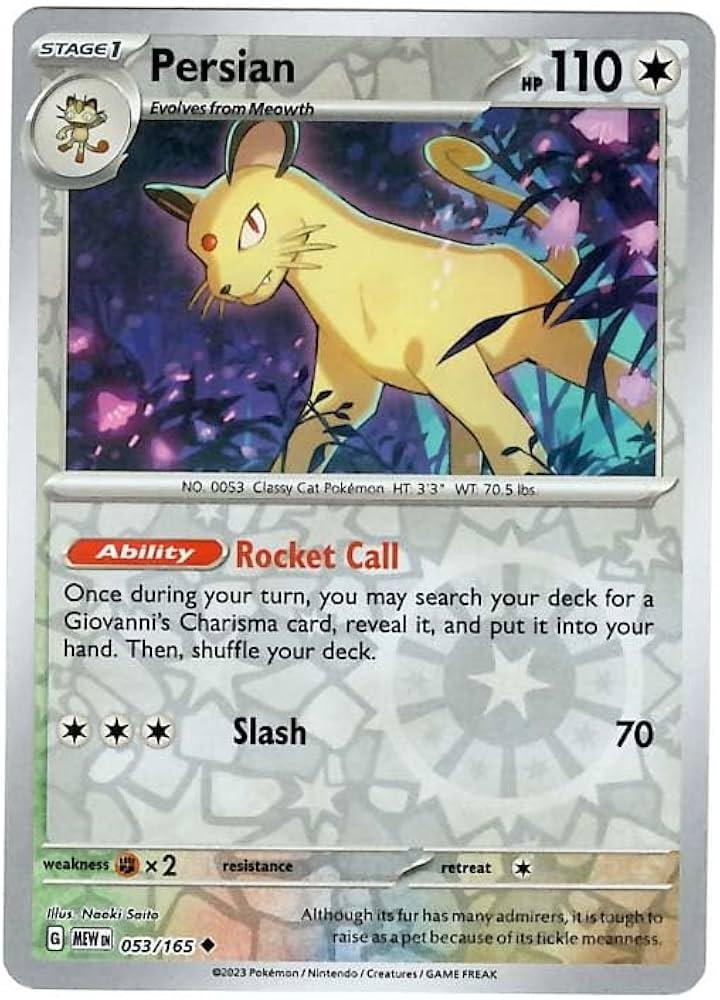 STAGE 1
Persian
HP 110
Evolves from Meowth
NO. 0053 Classy Cat Pokémon HT: 3'3" WT: 70.5 lbs.
Ability Rocket Call
Once during your turn, you may search your deck for a
Giovanni's Charisma card, reveal it, and put it into your
hand. Then, shuffle your deck.
Slash 70
weakness ×2 resistance retreat
Illus. Naoki Saito
Although its fur has many admirers, it is tough to
raise as a pet because of its fickle meanness.
G MEW EN 053/165
©2023 Pokémon / Nintendo / Creatures / GAME FREAK